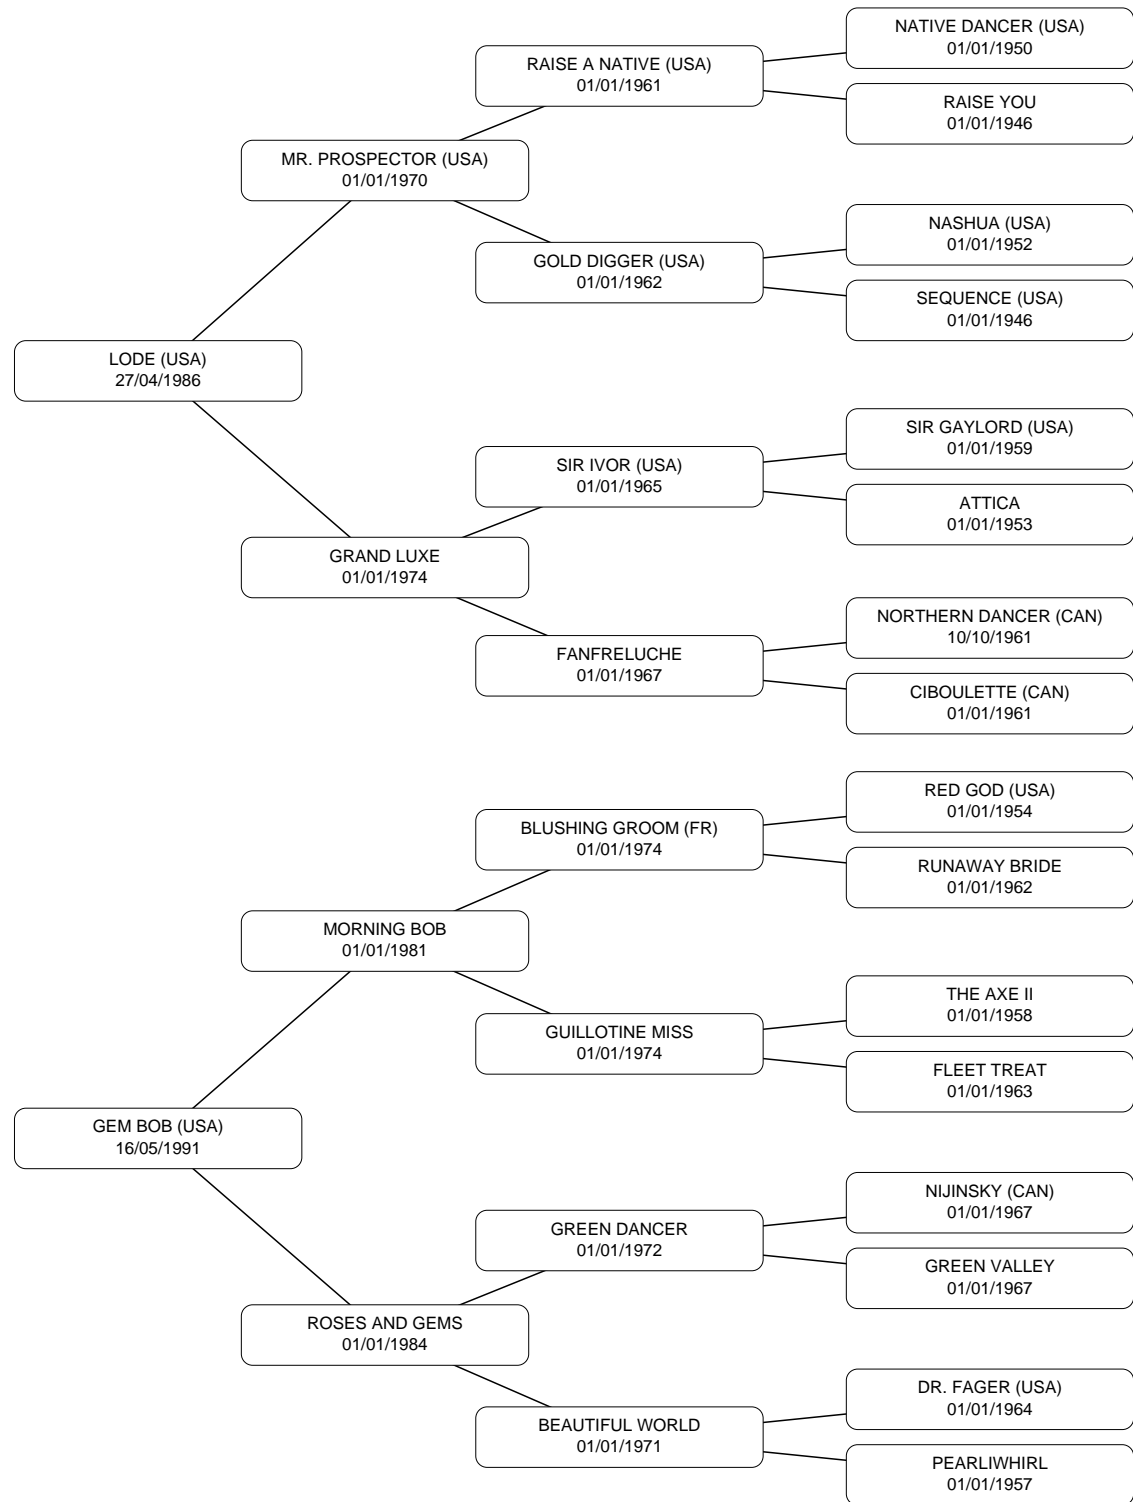 NATIVE DANCER (USA)
01/01/1950
RAISE A NATIVE (USA)
01/01/1961
RAISE YOU
01/01/1946
MR. PROSPECTOR (USA)
01/01/1970
NASHUA (USA)
01/01/1952
GOLD DIGGER (USA)
01/01/1962
SEQUENCE (USA)
01/01/1946
LODE (USA)
27/04/1986
SIR GAYLORD (USA)
01/01/1959
SIR IVOR (USA)
01/01/1965
ATTICA
01/01/1953
GRAND LUXE
01/01/1974
NORTHERN DANCER (CAN)
10/10/1961
FANFRELUCHE
01/01/1967
CIBOULETTE (CAN)
01/01/1961
RED GOD (USA)
01/01/1954
BLUSHING GROOM (FR)
01/01/1974
RUNAWAY BRIDE
01/01/1962
MORNING BOB
01/01/1981
THE AXE II
01/01/1958
GUILLOTINE MISS
01/01/1974
FLEET TREAT
01/01/1963
GEM BOB (USA)
16/05/1991
NIJINSKY (CAN)
01/01/1967
GREEN DANCER
01/01/1972
GREEN VALLEY
01/01/1967
ROSES AND GEMS
01/01/1984
DR. FAGER (USA)
01/01/1964
BEAUTIFUL WORLD
01/01/1971
PEARLIWHIRL
01/01/1957